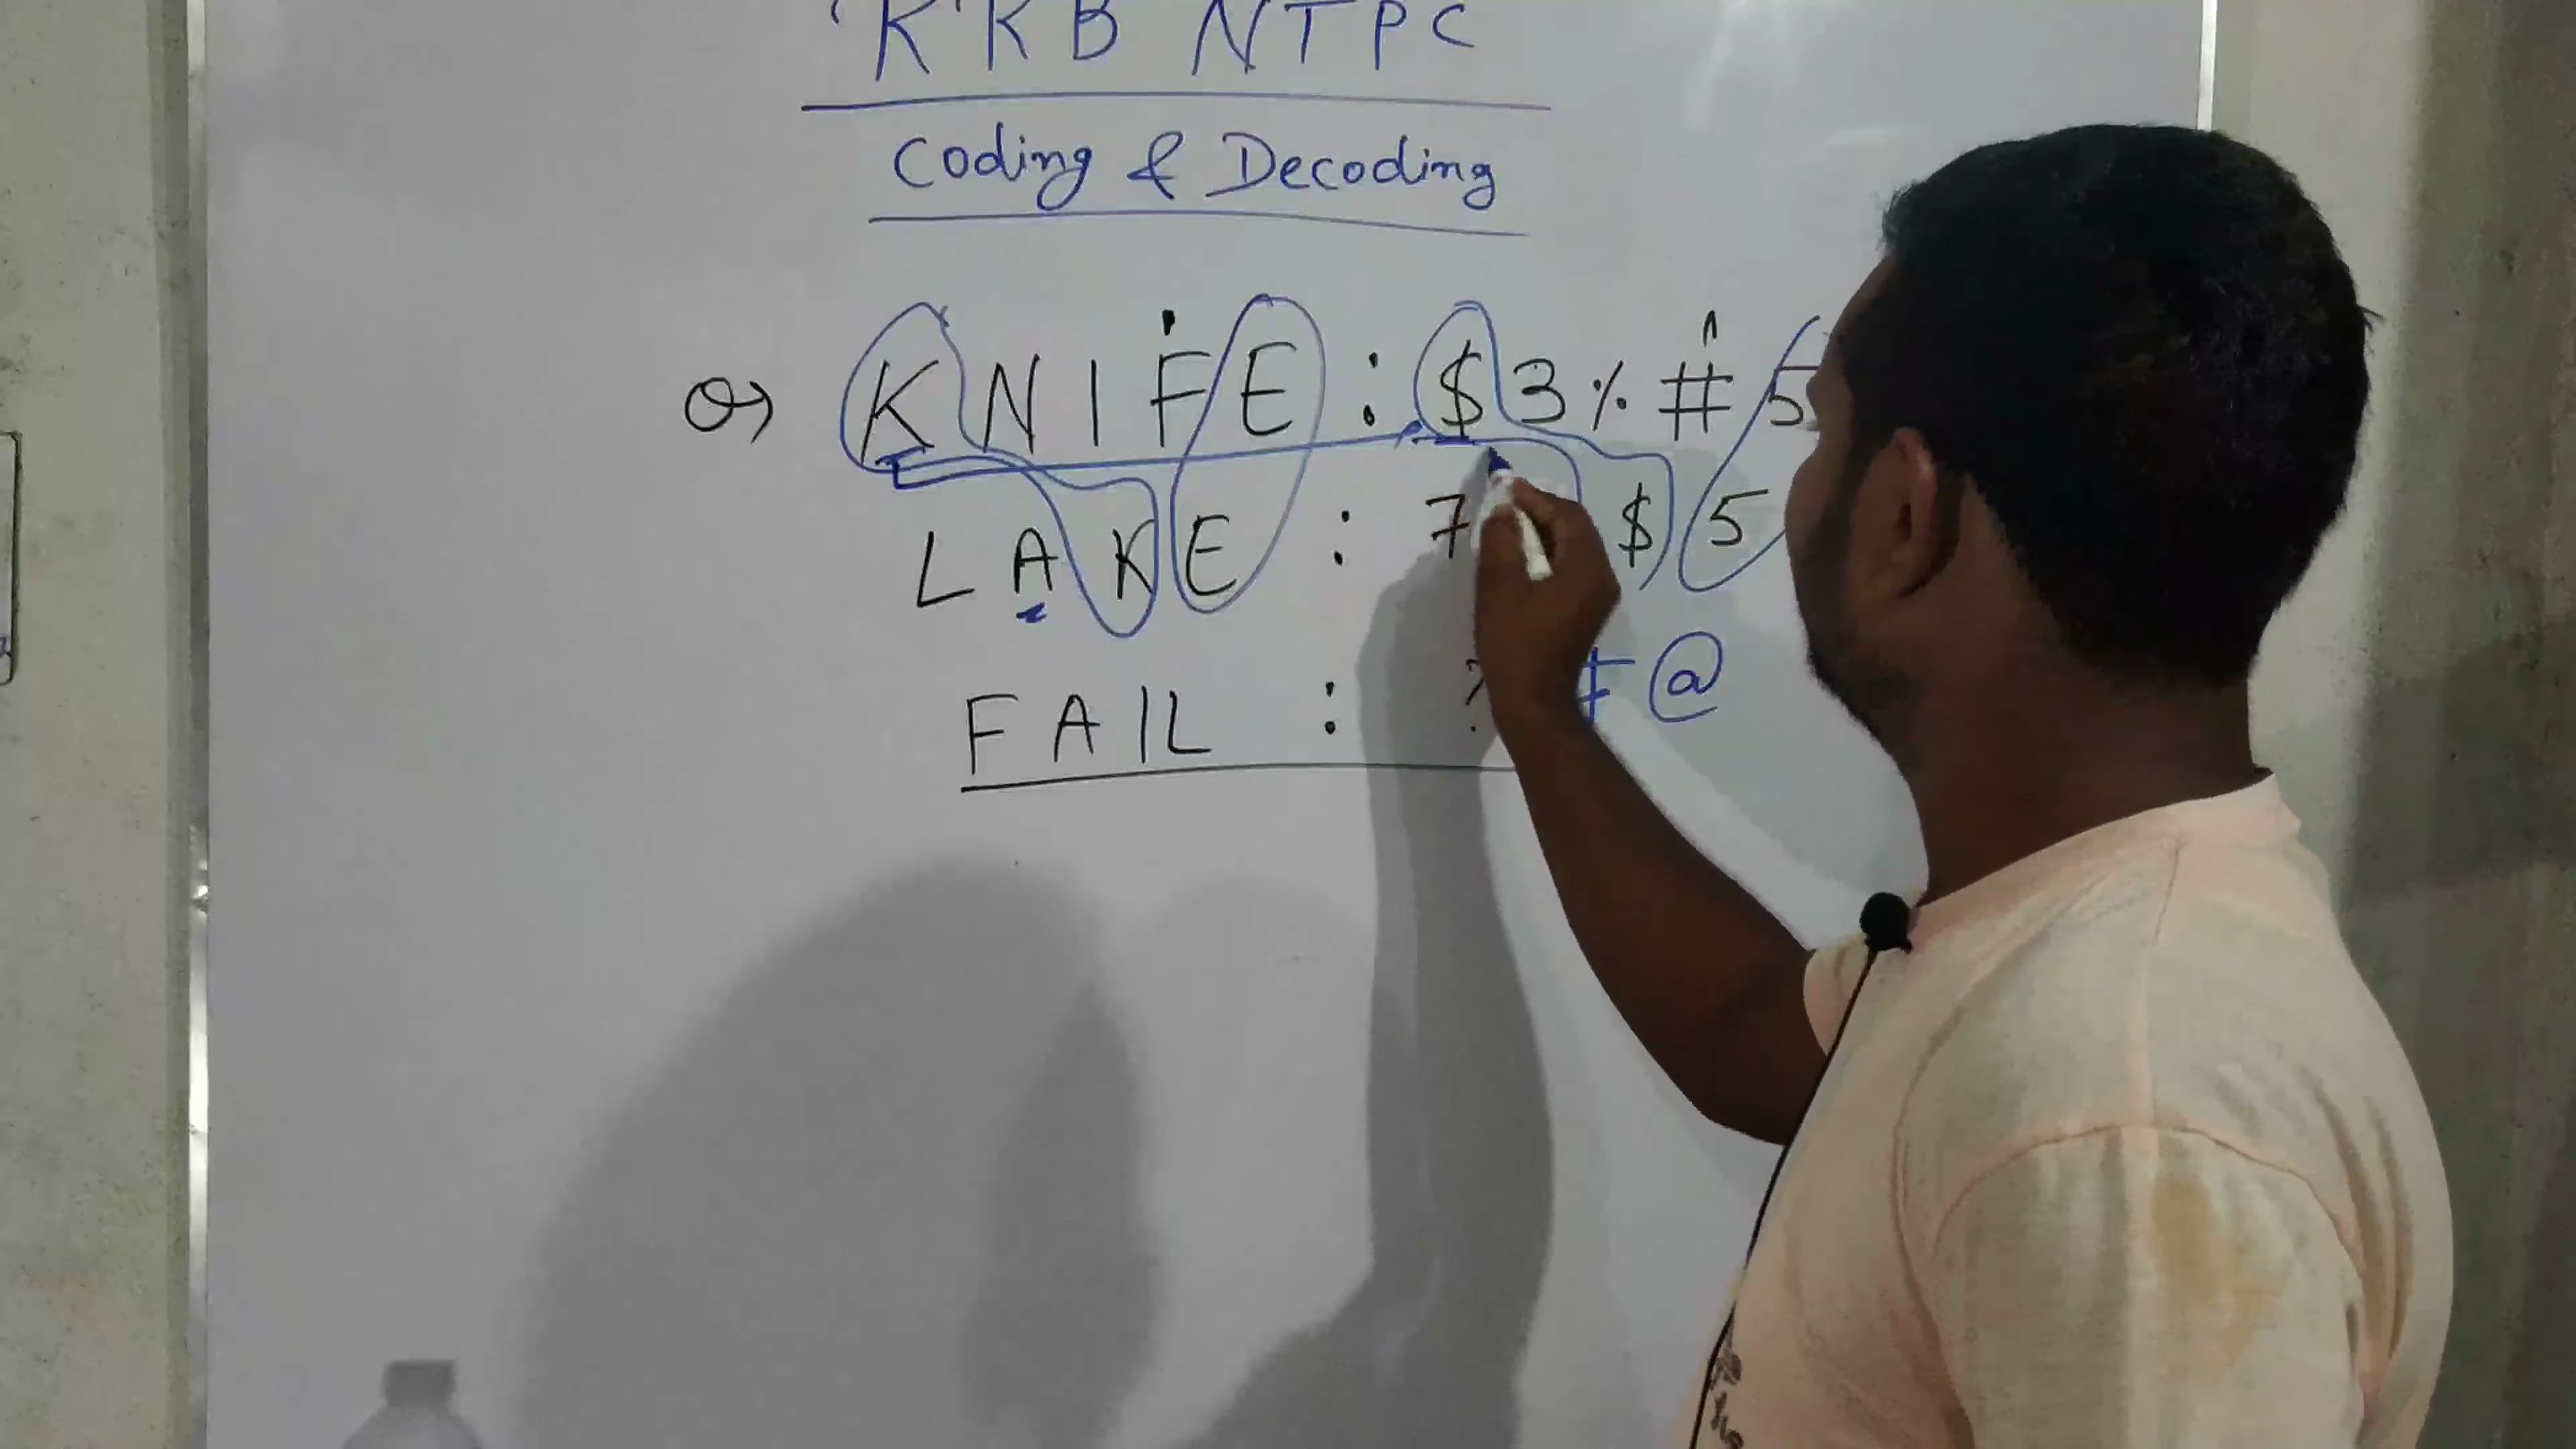 RRB NTPC
Coding & Decoding
Q) KNIFE : $ 3 % # 5
LAKE : 7 $ 5
FAIL : ? # @